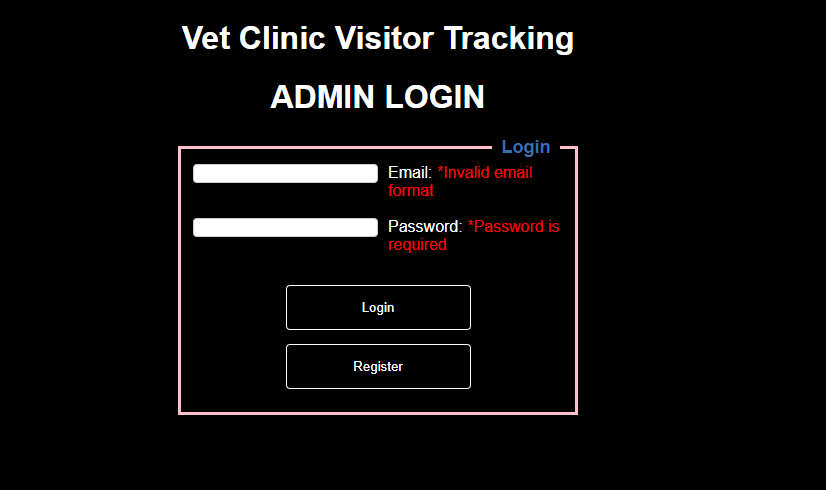 Vet Clinic Visitor Tracking
ADMIN LOGIN
Login
Email: *Invalid email
format
Password: *Password is
required
Login
Register